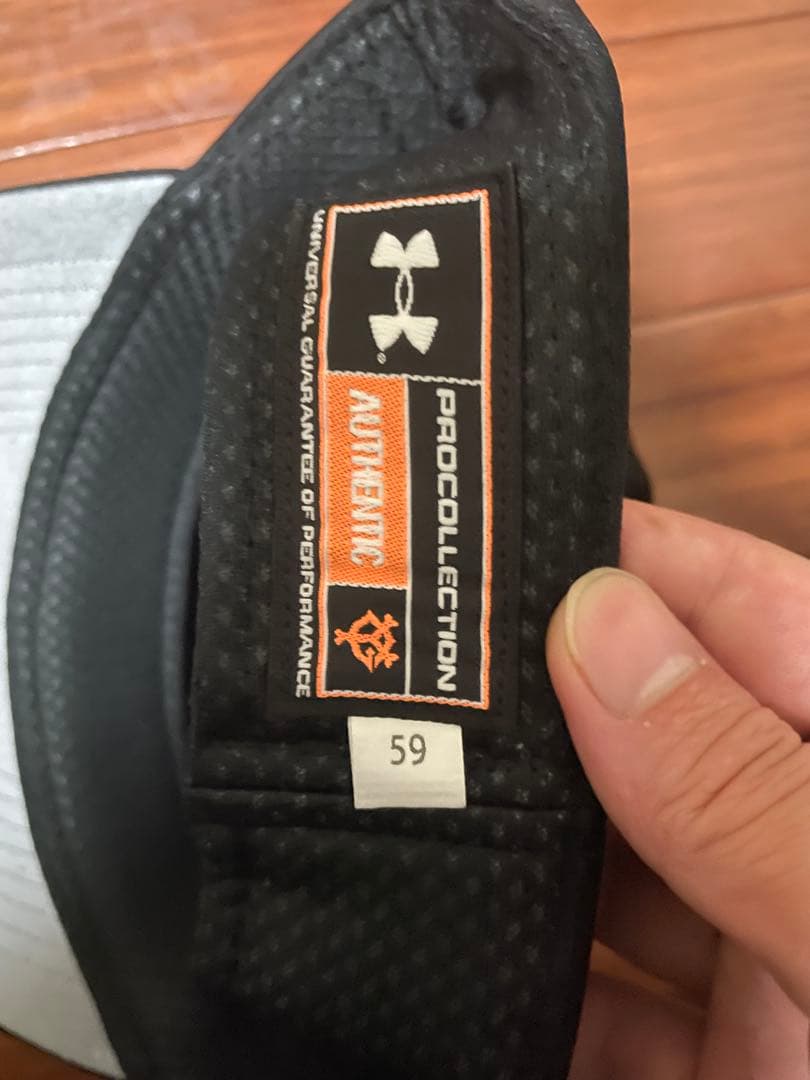 PROCOLLECTION
AUTHENTIC
UNIVERSAL GUARANTEE OF PERFORMANCE
59